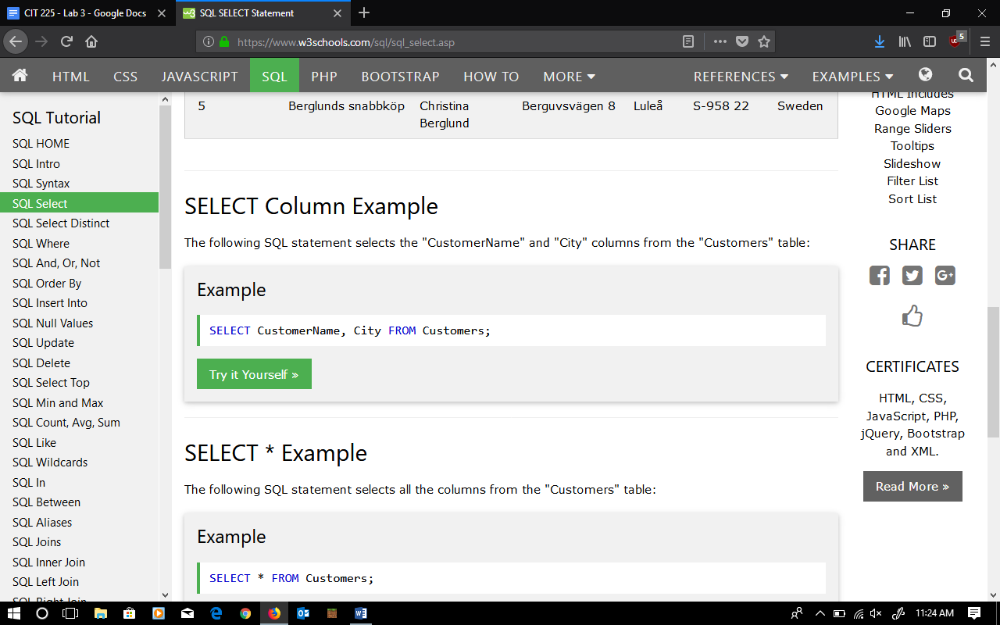 CIT 225 - Lab 3 - Google Docs
SQL SELECT Statement
https://www.w3schools.com/sql/sql_select.asp
5
HTML CSS JAVASCRIPT SQL PHP BOOTSTRAP HOW TO MORE REFERENCES EXAMPLES
SQL Tutorial
SQL HOME
SQL Intro
SQL Syntax
SQL Select
SQL Select Distinct
SQL Where
SQL And, Or, Not
SQL Order By
SQL Insert Into
SQL Null Values
SQL Update
SQL Delete
SQL Select Top
SQL Min and Max
SQL Count, Avg, Sum
SQL Like
SQL Wildcards
SQL In
SQL Between
SQL Aliases
SQL Joins
SQL Inner Join
SQL Left Join
SQL Right Join
5 Berglunds snabbköp Christina Berguvsvägen 8 Luleå S-958 22 Sweden
Berglund
SELECT Column Example
The following SQL statement selects the "CustomerName" and "City" columns from the "Customers" table:
Example
SELECT CustomerName, City FROM Customers;
Try it Yourself »
SELECT * Example
The following SQL statement selects all the columns from the "Customers" table:
Example
SELECT * FROM Customers;
HTML Includes
Google Maps
Range Sliders
Tooltips
Slideshow
Filter List
Sort List
SHARE
CERTIFICATES
HTML, CSS,
JavaScript, PHP,
jQuery, Bootstrap
and XML.
Read More »
11:24 AM